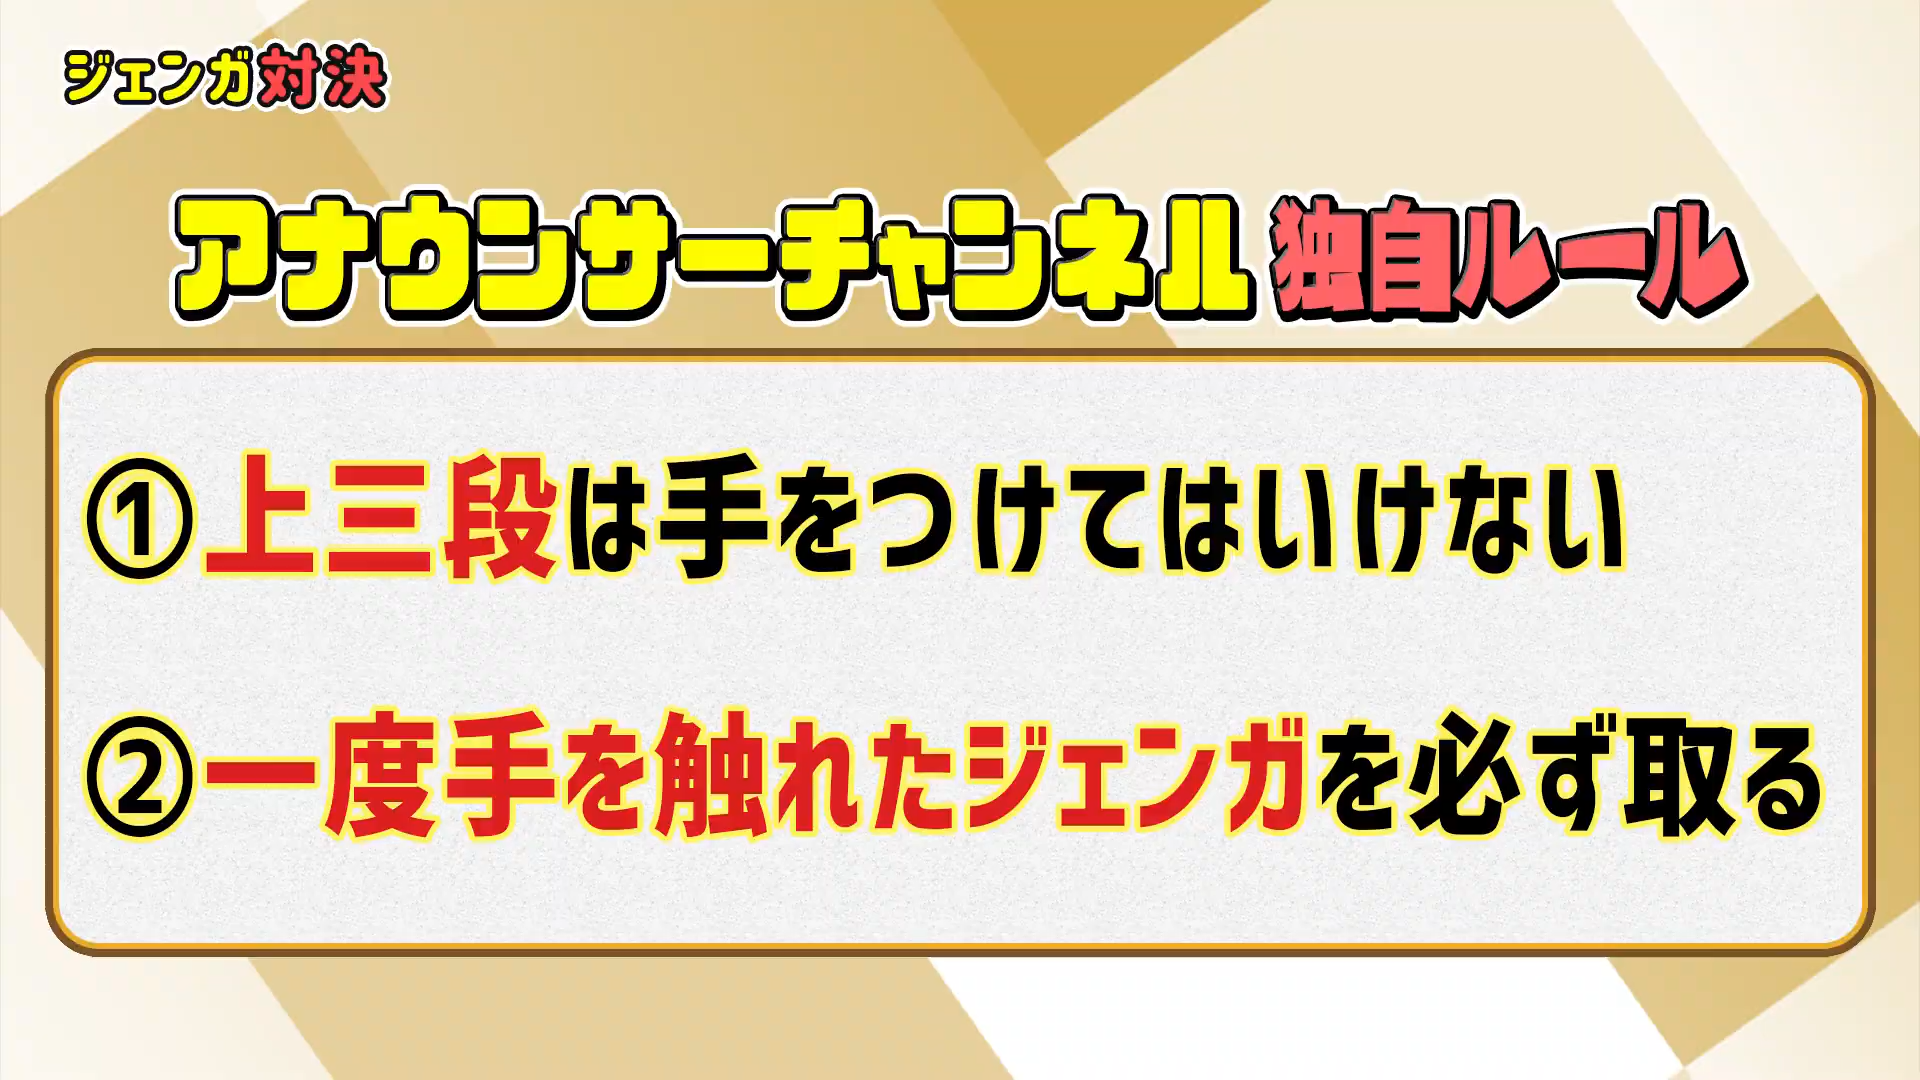 ジェンガ対決
アナウンサーチャンネル 独自ルール
①上三段は手をつけてはいけない
②一度手を触れたジェンガを必ず取る